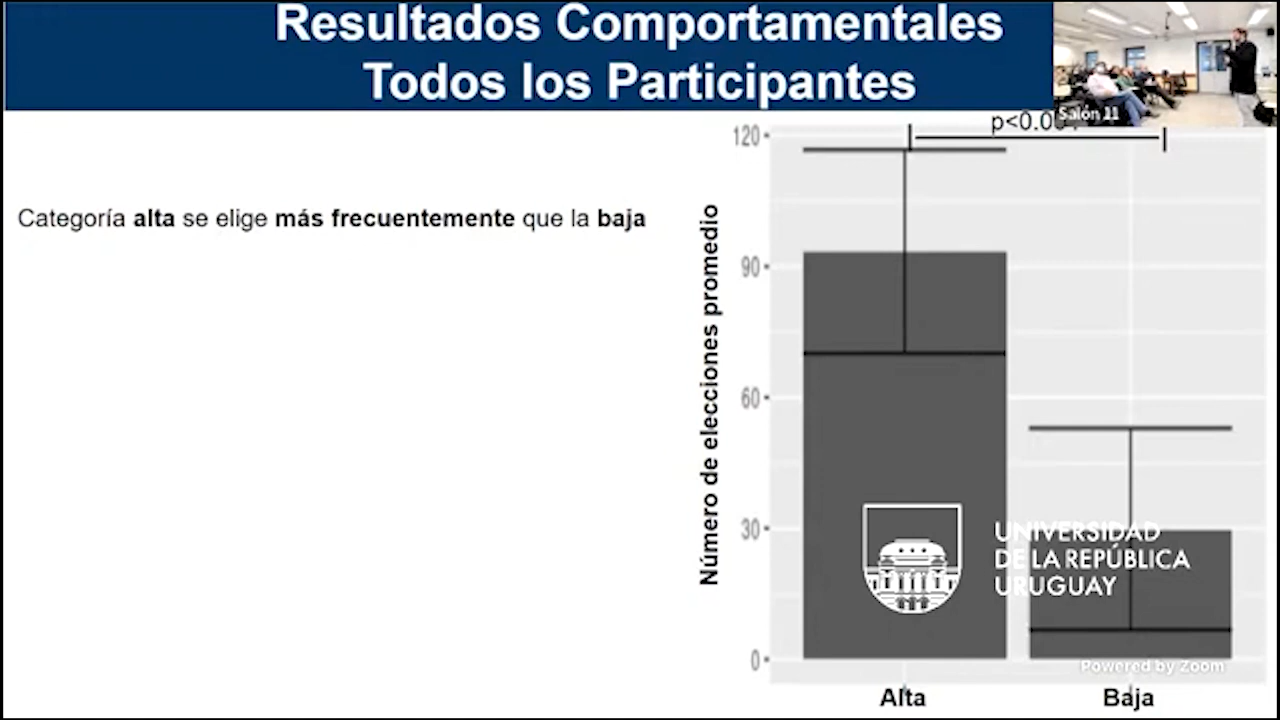 Resultados Comportamentales
Todos los Participantes
Salón 11
Categoría alta se elige más frecuentemente que la baja
Número de elecciones promedio
120
90
60
30
0
UNIVERSIDAD
DE LA REPÚBLICA
URUGUAY
Powered by Zoom
Alta
Baja